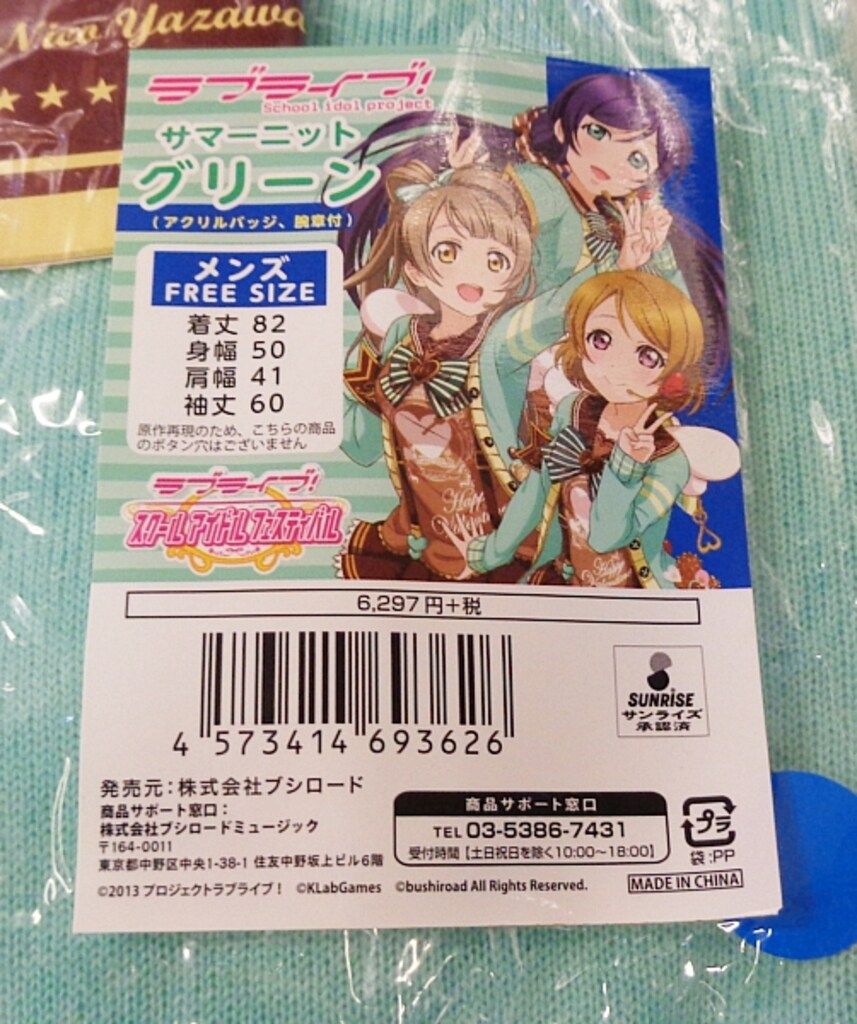 Nico Yazawa
ラブライブ!
School idol project
サマーニット
グリーン
(アクリルバッジ、腕章付)
メンズ
FREE SIZE
着丈 82
身幅 50
肩幅 41
袖丈 60
原作再現のため、こちらの商品
のボタン穴はございません
ラブライブ!
スクールアイドルフェスティバル
Happy
Happy
6,297円+税
4 573414 693626
SUNRISE
サンライズ
承認済
発売元:株式会社ブシロード
商品サポート窓口:
株式会社ブシロードミュージック
〒164-0011
東京都中野区中央1-38-1 住友中野坂上ビル6階
商品サポート窓口
TEL 03-5386-7431
受付時間【土日祝日を除く10:00〜18:00】
プラ
袋:PP
©2013 プロジェクトラブライブ! ©KLabGames ©bushiroad All Rights Reserved.
MADE IN CHINA